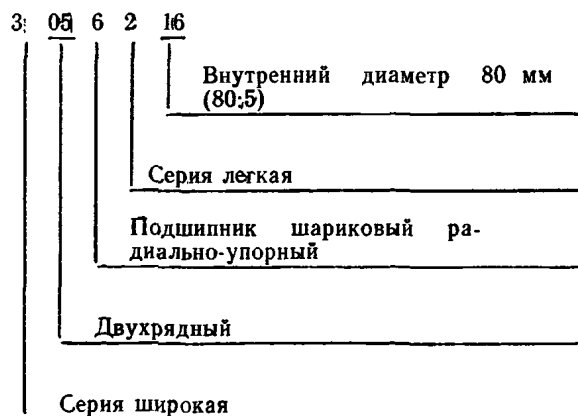 3 05 6 2 16
Внутренний диаметр 80 мм
(80:5)
Серия легкая
Подшипник шариковый ра-
диально-упорный
Двухрядный
Серия широкая